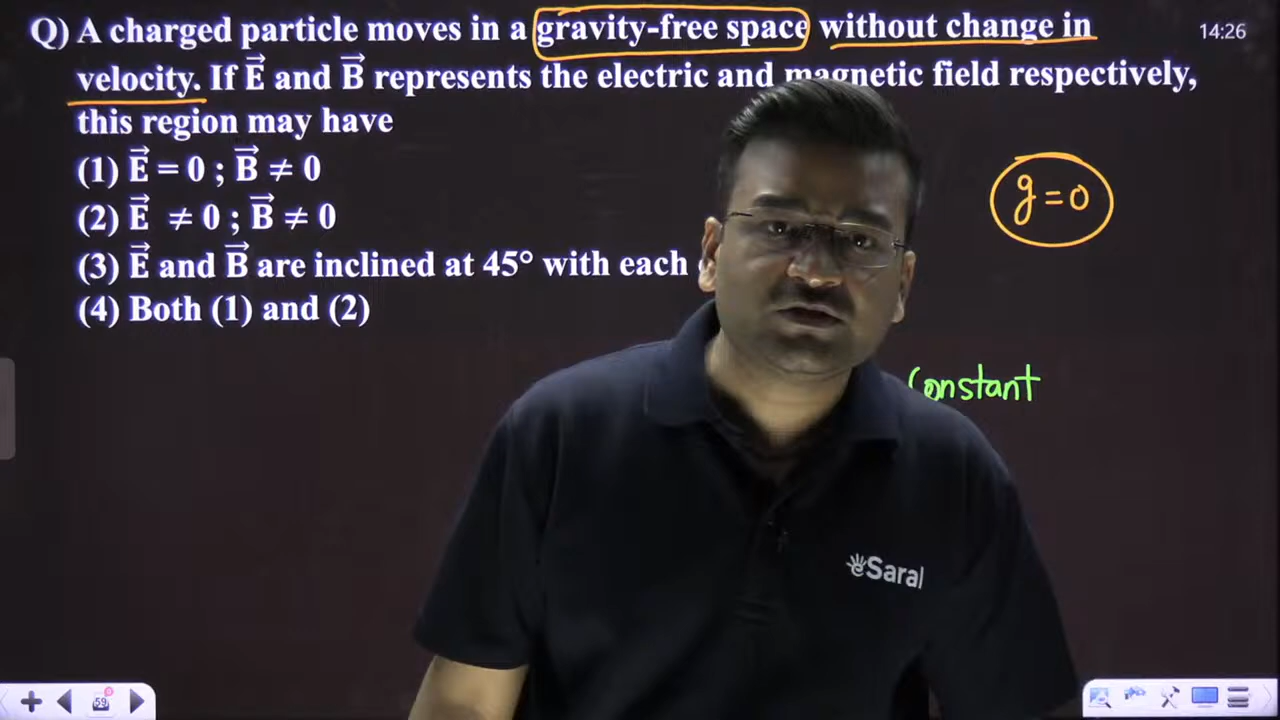 Q) A charged particle moves in a gravity-free space without change in
14:26
velocity. If E⃗ and B⃗ represents the electric and magnetic field respectively,
this region may have
(1) E⃗ = 0 ; B⃗ ≠ 0
(2) E⃗ ≠ 0 ; B⃗ ≠ 0
g = 0
(3) E⃗ and B⃗ are inclined at 45° with each
(4) Both (1) and (2)
Constant
eSaral
59